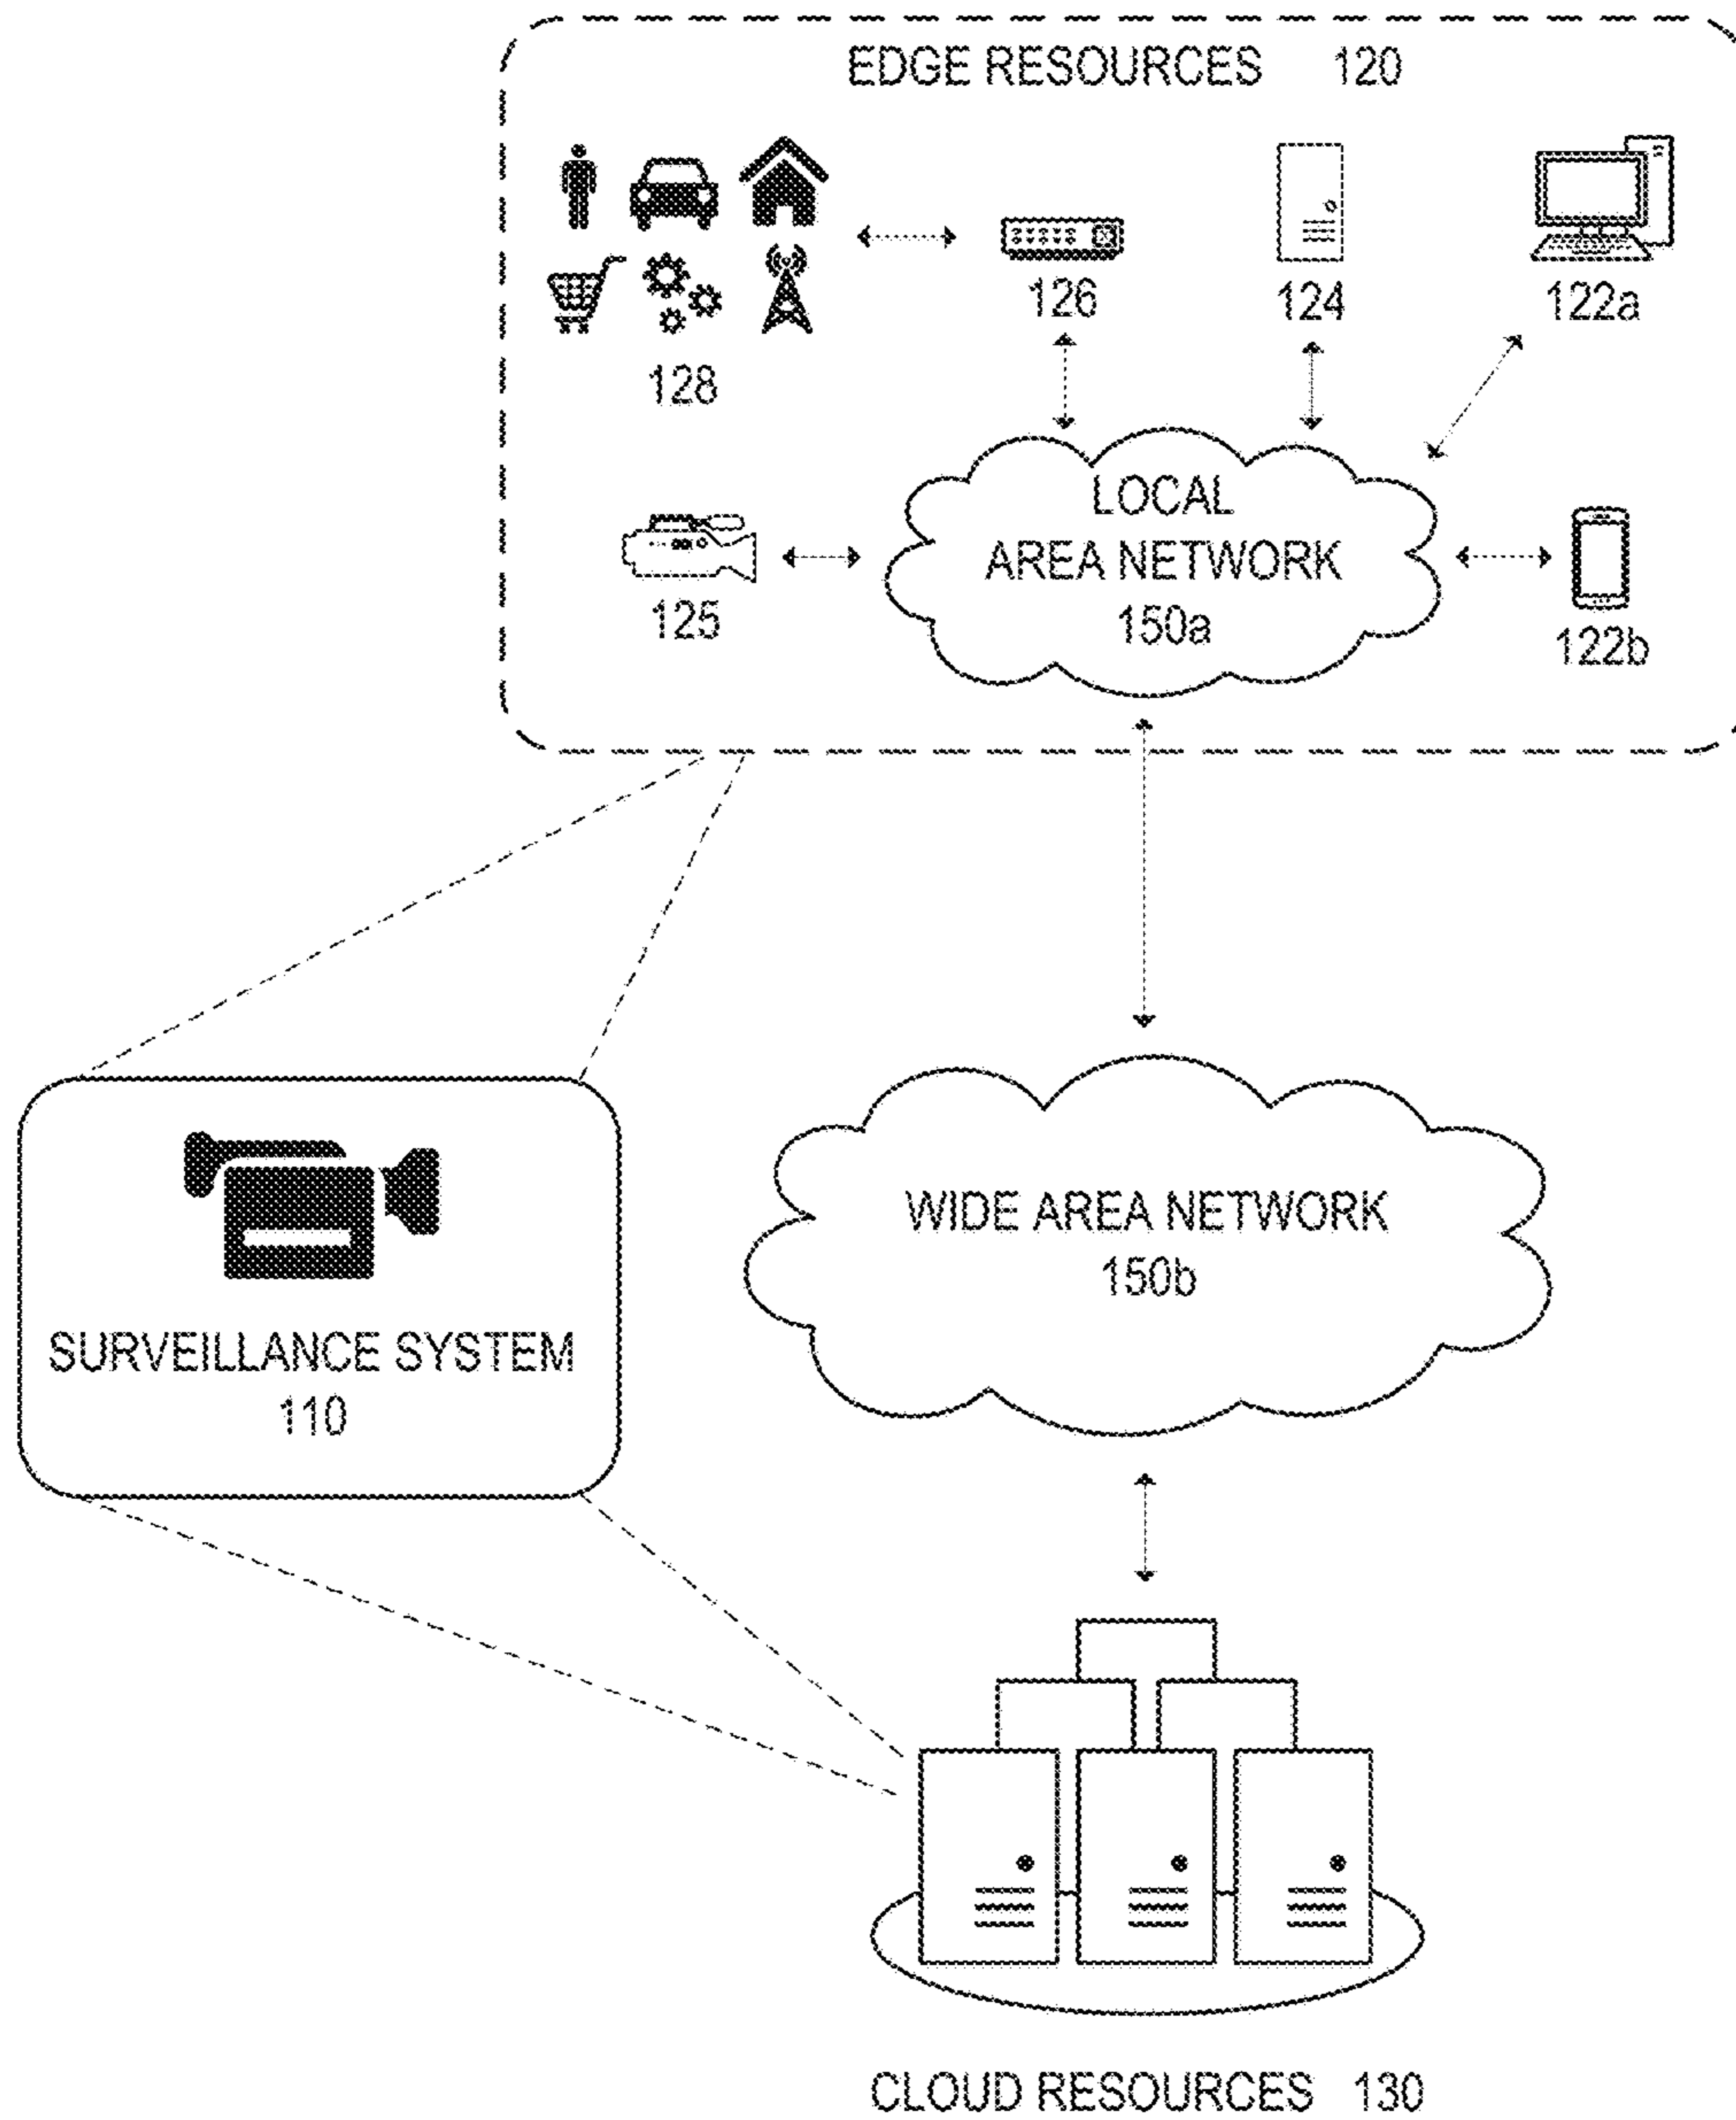 EDGE RESOURCES 120
126
124
122a
128
LOCAL
AREA NETWORK
150a
125
122b
WIDE AREA NETWORK
150b
SURVEILLANCE SYSTEM
110
CLOUD RESOURCES 130